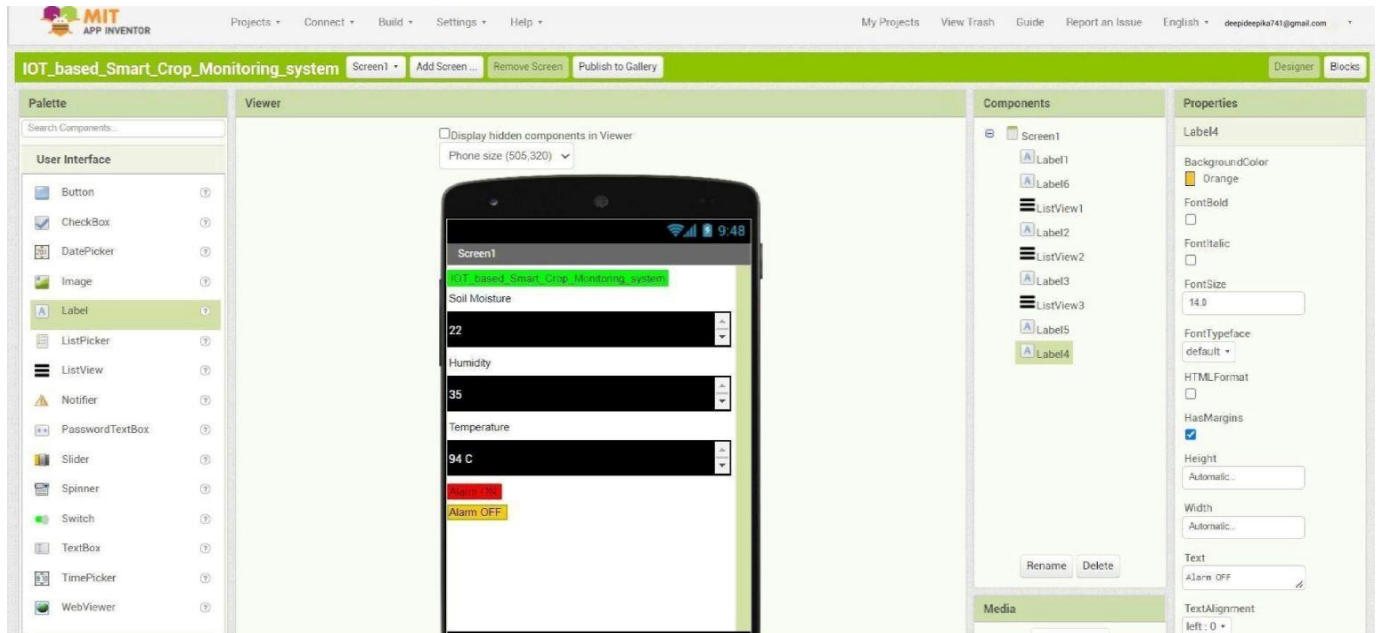 MIT
APP INVENTOR
Projects
Connect
Build
Settings
Help
My Projects
View Trash
Guide
Report an Issue
English
deepideepika741@gmail.com
IOT_based_Smart_Crop_Monitoring_system
Screen1
Add Screen ...
Remove Screen
Publish to Gallery
Designer
Blocks
Palette
Search Components...
User Interface
Button
CheckBox
DatePicker
Image
Label
ListPicker
ListView
Notifier
PasswordTextBox
Slider
Spinner
Switch
TextBox
TimePicker
WebViewer
Viewer
Display hidden components in Viewer
Phone size (505,320)
9:48
Screen1
IOT_based_Smart_Crop_Monitoring_system
Soil Moisture
22
Humidity
35
Temperature
94 C
Alarm ON
Alarm OFF
Components
Screen1
Label1
Label6
ListView1
Label2
ListView2
Label3
ListView3
Label5
Label4
Rename
Delete
Media
Properties
Label4
BackgroundColor
Orange
FontBold
FontItalic
FontSize
14.0
FontTypeface
default
HTMLFormat
HasMargins
Height
Automatic...
Width
Automatic...
Text
Alarm OFF
TextAlignment
left : 0